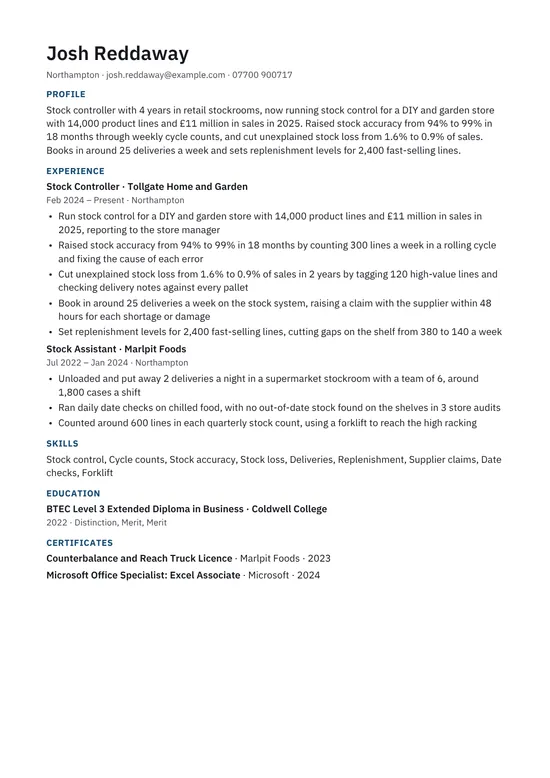 Josh Reddaway
Northampton · josh.reddaway@example.com · 07700 900717
PROFILE
Stock controller with 4 years in retail stockrooms, now running stock control for a DIY and garden store
with 14,000 product lines and £11 million in sales in 2025. Raised stock accuracy from 94% to 99% in
18 months through weekly cycle counts, and cut unexplained stock loss from 1.6% to 0.9% of sales.
Books in around 25 deliveries a week and sets replenishment levels for 2,400 fast-selling lines.
EXPERIENCE
Stock Controller · Tollgate Home and Garden
Feb 2024 – Present · Northampton
• Run stock control for a DIY and garden store with 14,000 product lines and £11 million in sales in
2025, reporting to the store manager
• Raised stock accuracy from 94% to 99% in 18 months by counting 300 lines a week in a rolling cycle
and fixing the cause of each error
• Cut unexplained stock loss from 1.6% to 0.9% of sales in 2 years by tagging 120 high-value lines and
checking delivery notes against every pallet
• Book in around 25 deliveries a week on the stock system, raising a claim with the supplier within 48
hours for each shortage or damage
• Set replenishment levels for 2,400 fast-selling lines, cutting gaps on the shelf from 380 to 140 a week
Stock Assistant · Marlpit Foods
Jul 2022 – Jan 2024 · Northampton
• Unloaded and put away 2 deliveries a night in a supermarket stockroom with a team of 6, around
1,800 cases a shift
• Ran daily date checks on chilled food, with no out-of-date stock found on the shelves in 3 store audits
• Counted around 600 lines in each quarterly stock count, using a forklift to reach the high racking
SKILLS
Stock control, Cycle counts, Stock accuracy, Stock loss, Deliveries, Replenishment, Supplier claims, Date
checks, Forklift
EDUCATION
BTEC Level 3 Extended Diploma in Business · Coldwell College
2022 · Distinction, Merit, Merit
CERTIFICATES
Counterbalance and Reach Truck Licence · Marlpit Foods · 2023
Microsoft Office Specialist: Excel Associate · Microsoft · 2024